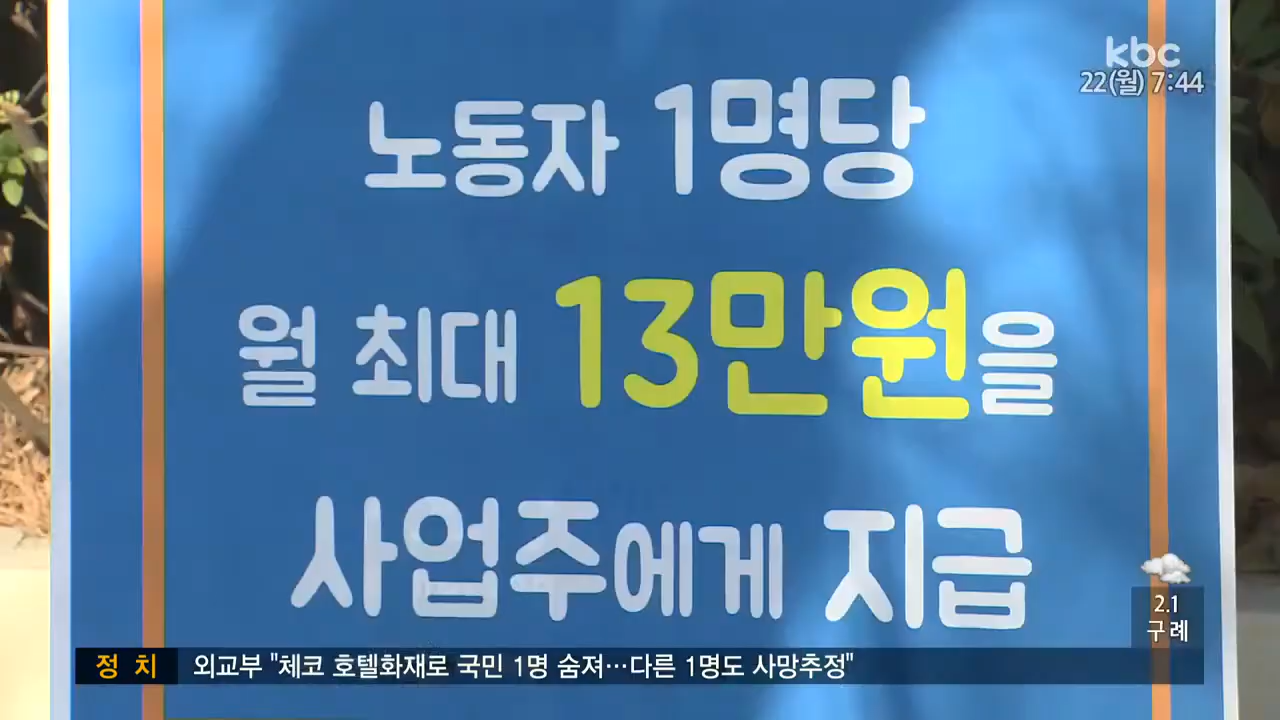 kbc
22(월) 7:44
노동자 1명당
월 최대 13만원을
사업주에게 지급
2.1
구례
정 치 외교부 "체코 호텔화재로 국민 1명 숨져…다른 1명도 사망추정"